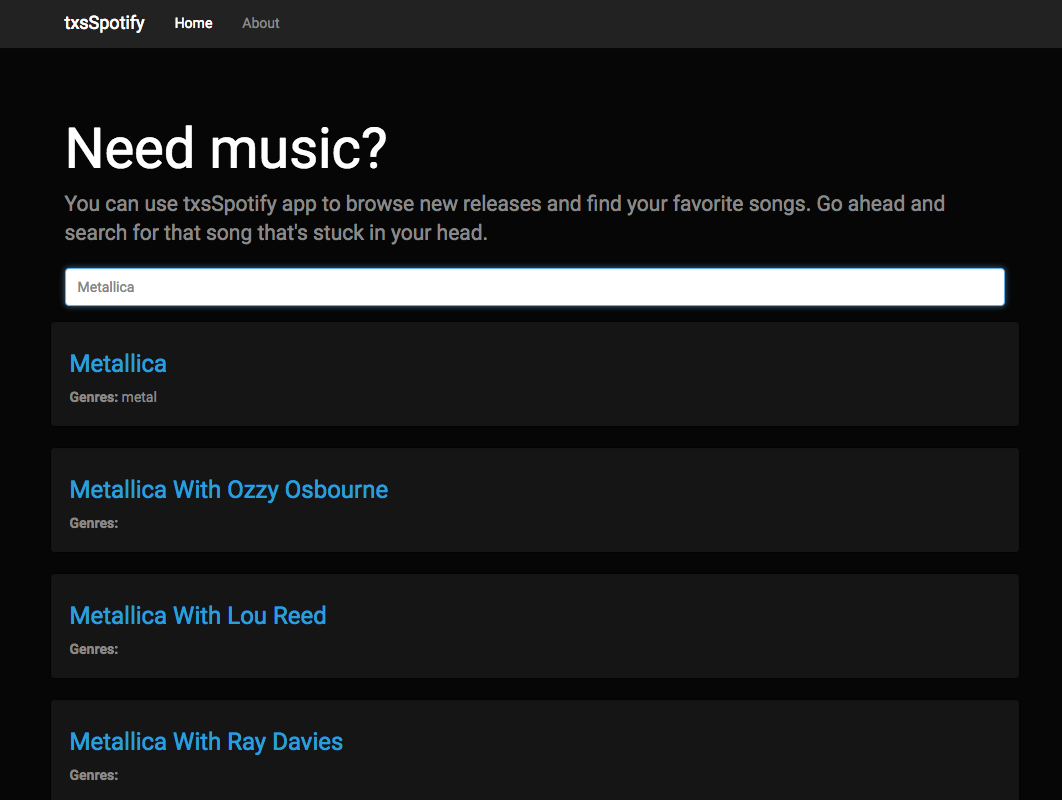 txsSpotify Home About
Need music?
You can use txsSpotify app to browse new releases and find your favorite songs. Go ahead and
search for that song that's stuck in your head.
Metallica
Metallica
Genres: metal
Metallica With Ozzy Osbourne
Genres:
Metallica With Lou Reed
Genres:
Metallica With Ray Davies
Genres: